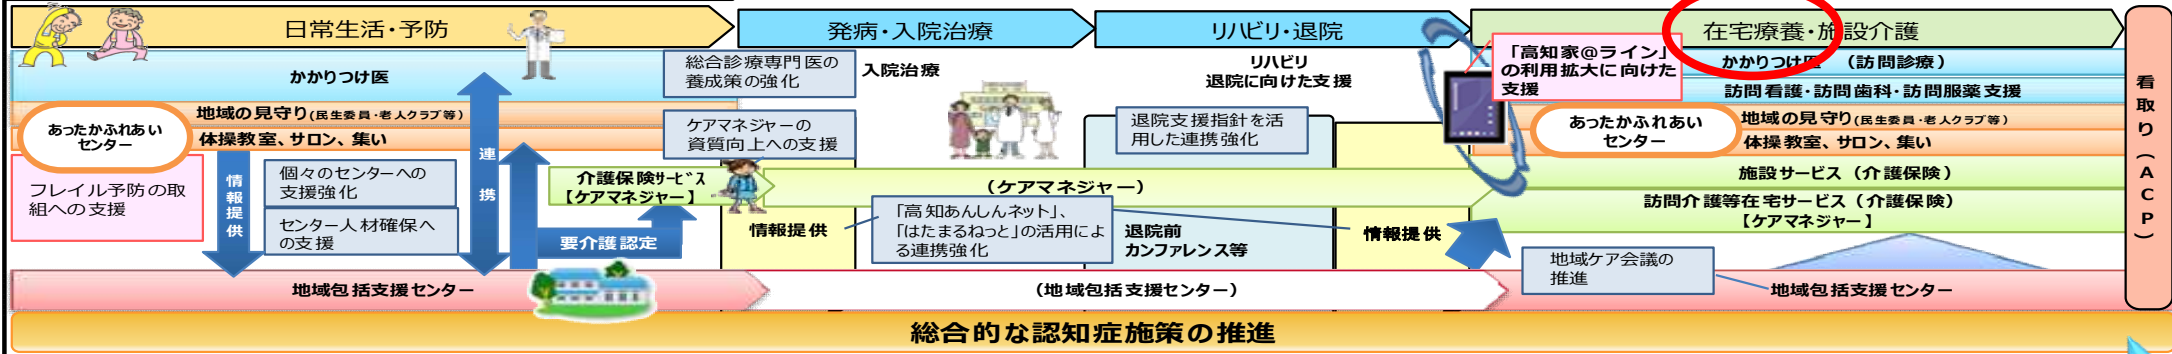 日常生活・予防
発病・入院治療
リハビリ・退院
在宅療養・施設介護
看取り（ACP）
かかりつけ医
総合診療専門医の
養成策の強化
入院治療
リハビリ
退院に向けた支援
「高知家@ライン」
の利用拡大に向けた
支援
かかりつけ医 （訪問診療）
訪問看護・訪問歯科・訪問服薬支援
地域の見守り(民生委員・老人クラブ等)
体操教室、サロン、集い
あったかふれあい
センター
ケアマネジャーの
資質向上への支援
退院支援指針を活
用した連携強化
あったかふれあい
センター
地域の見守り(民生委員・老人クラブ等)
体操教室、サロン、集い
フレイル予防の取
組への支援
情報提供
個々のセンターへの
支援強化
センター人材確保へ
の支援
連携
介護保険サービス
【ケアマネジャー】
（ケアマネジャー）
施設サービス（介護保険）
訪問介護等在宅サービス（介護保険）
【ケアマネジャー】
要介護認定
情報提供
「高知あんしんネット」、
「はたまるねっと」の活用によ
る連携強化
退院前
カンファレンス等
情報提供
地域ケア会議の
推進
地域包括支援センター
（地域包括支援センター）
地域包括支援センター
総合的な認知症施策の推進